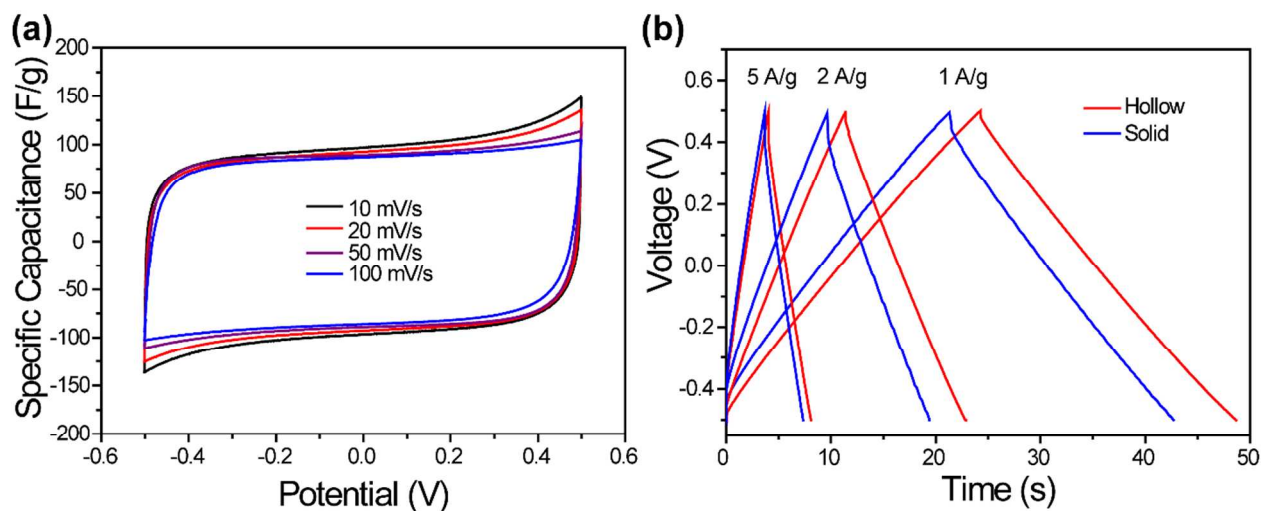 (a)
200
150
100
50
0
-50
-100
-150
-200
Specific Capacitance (F/g)
10 mV/s
20 mV/s
50 mV/s
100 mV/s
-0.6
-0.4
-0.2
0.0
0.2
0.4
0.6
Potential (V)
(b)
0.6
0.4
0.2
0.0
-0.2
-0.4
Voltage (V)
5 A/g
2 A/g
1 A/g
Hollow
Solid
0
10
20
30
40
50
Time (s)